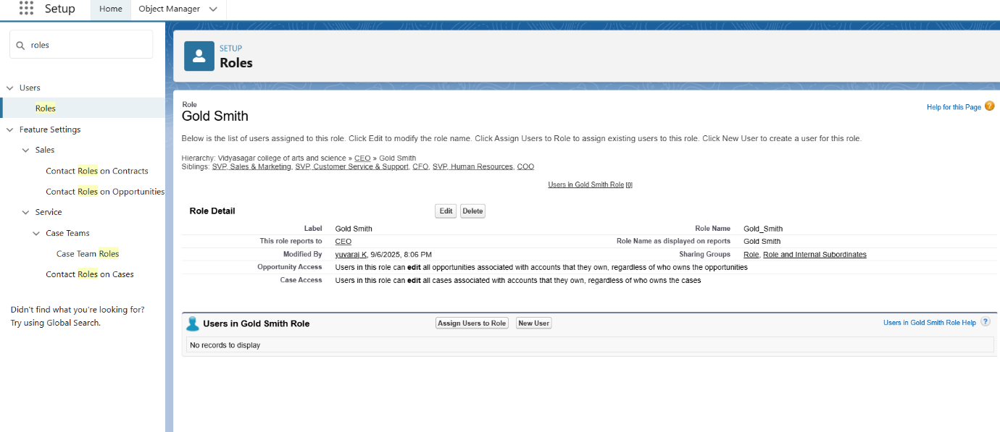 Setup
Home
Object Manager
roles
Users
Roles
Feature Settings
Sales
Contact Roles on Contracts
Contact Roles on Opportunities
Service
Case Teams
Case Team Roles
Contact Roles on Cases
Didn't find what you're looking for?
Try using Global Search.
SETUP
Roles
Role
Gold Smith
Help for this Page ?
Below is the list of users assigned to this role. Click Edit to modify the role name. Click Assign Users to Role to assign existing users to this role. Click New User to create a user for this role.
Hierarchy: Vidyasagar college of arts and science » CEO » Gold Smith
Siblings: SVP, Sales & Marketing, SVP, Customer Service & Support, CFO, SVP, Human Resources, COO
Users in Gold Smith Role [0]
Role Detail Edit Delete
Label Gold Smith Role Name Gold_Smith
This role reports to CEO Role Name as displayed on reports Gold Smith
Modified By yuvaraj K, 9/6/2025, 8:06 PM Sharing Groups Role, Role and Internal Subordinates
Opportunity Access Users in this role can edit all opportunities associated with accounts that they own, regardless of who owns the opportunities
Case Access Users in this role can edit all cases associated with accounts that they own, regardless of who owns the cases
Users in Gold Smith Role Assign Users to Role New User Users in Gold Smith Role Help ?
No records to display